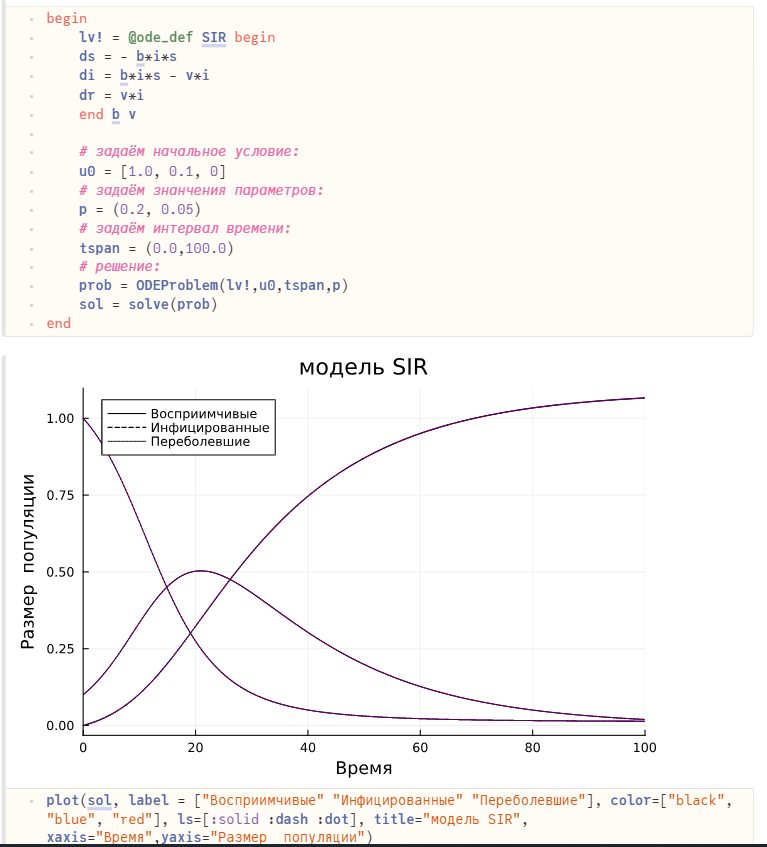 begin
lv! = @ode_def SIR begin
ds = - b*i*s
di = b*i*s - v*i
dr = v*i
end b v
# задаём начальное условие:
u0 = [1.0, 0.1, 0]
# задаём знанчения параметров:
p = (0.2, 0.05)
# задаём интервал времени:
tspan = (0.0,100.0)
# решение:
prob = ODEProblem(lv!,u0,tspan,p)
sol = solve(prob)
end
модель SIR
Восприимчивые
Инфицированные
Переболевшие
1.00
0.75
0.50
0.25
0.00
Размер популяции
0 20 40 60 80 100
Время
plot(sol, label = ["Восприимчивые" "Инфицированные" "Переболевшие"], color=["black",
"blue", "red"], ls=[:solid :dash :dot], title="модель SIR",
xaxis="Время",yaxis="Размер  популяции")